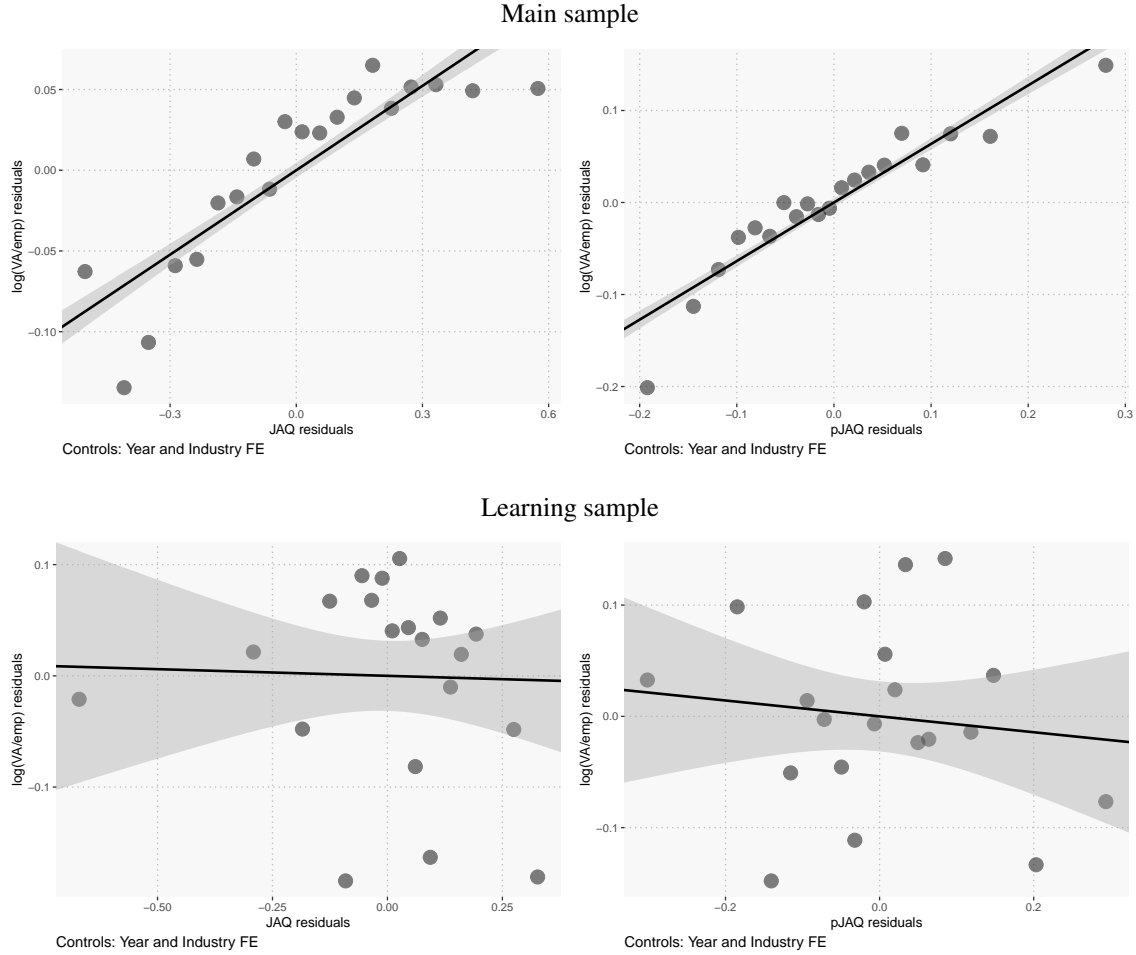 Main sample
log(VA/emp) residuals
0.05
0.00
−0.05
−0.10
−0.3
0.0
0.3
0.6
JAQ residuals
Controls: Year and Industry FE
log(VA/emp) residuals
0.1
0.0
−0.1
−0.2
−0.2
−0.1
0.0
0.1
0.2
0.3
pJAQ residuals
Controls: Year and Industry FE
Learning sample
log(VA/emp) residuals
0.1
0.0
−0.1
−0.50
−0.25
0.00
0.25
JAQ residuals
Controls: Year and Industry FE
log(VA/emp) residuals
0.1
0.0
−0.1
−0.2
0.0
0.2
pJAQ residuals
Controls: Year and Industry FE